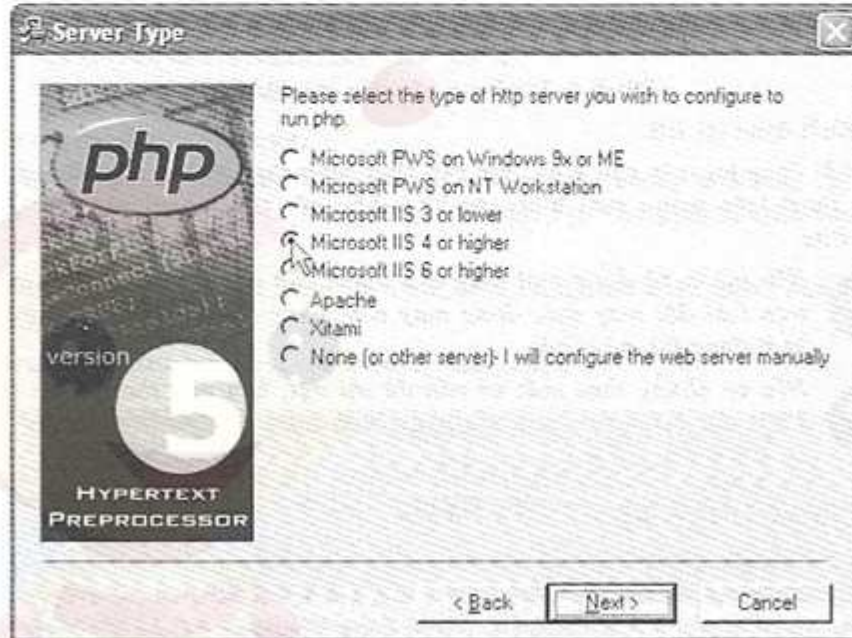 Server Type
Please select the type of http server you wish to configure to
run php.
Microsoft PWS on Windows 9x or ME
Microsoft PWS on NT Workstation
Microsoft IIS 3 or lower
Microsoft IIS 4 or higher
Microsoft IIS 6 or higher
Apache
Xitami
None (or other server)- I will configure the web server manually
php
version
5
HYPERTEXT
PREPROCESSOR
< Back
Next >
Cancel